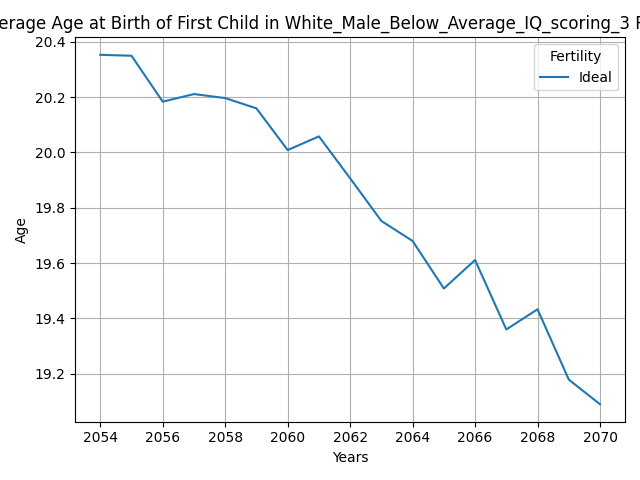 erage Age at Birth of First Child in White_Male_Below_Average_IQ_scoring_3
20.4
20.2
20.0
19.8
19.6
19.4
19.2
Age
Fertility
Ideal
2054 2056 2058 2060 2062 2064 2066 2068 2070
Years